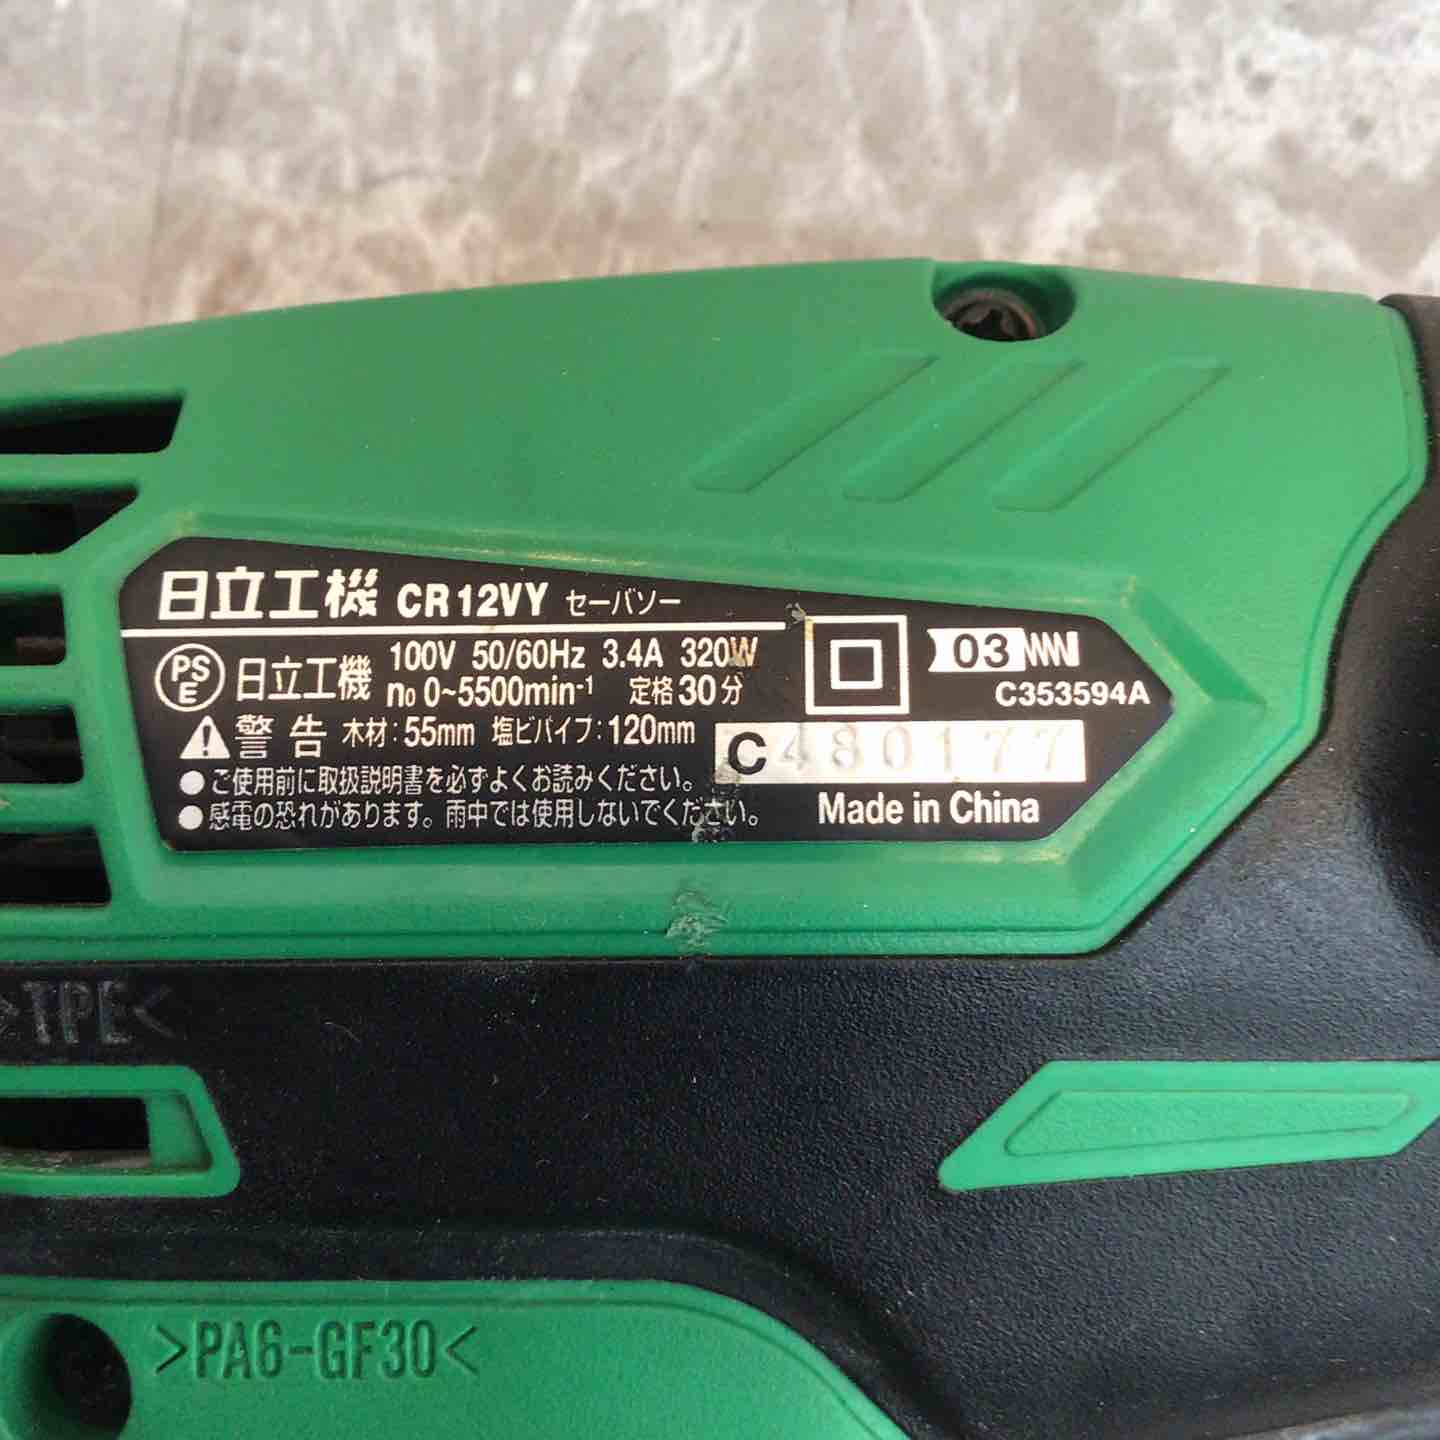 日立工機 CR12VY セーバソー
PSE 日立工機 100V 50/60Hz 3.4A 320W
n₀ 0~5500min⁻¹ 定格30分
警告 木材:55mm 塩ビパイプ:120mm
●ご使用前に取扱説明書を必ずよくお読みください。
●感電の恐れがあります。雨中では使用しないでください。
03
C353594A
C 480177
Made in China
>TPE<
>PA6-GF30<